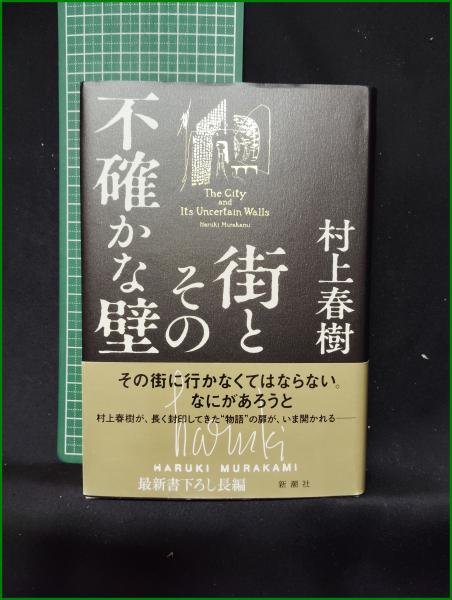 The City
and
Its Uncertain Walls
Haruki Murakami
街と
その
不確かな壁
村上春樹
その街に行かなくてはならない。
なにがあろうと
村上春樹が、長く封印してきた“物語”の扉が、いま開かれる——
haruki
HARUKI MURAKAMI
最新書下ろし長編
新潮社